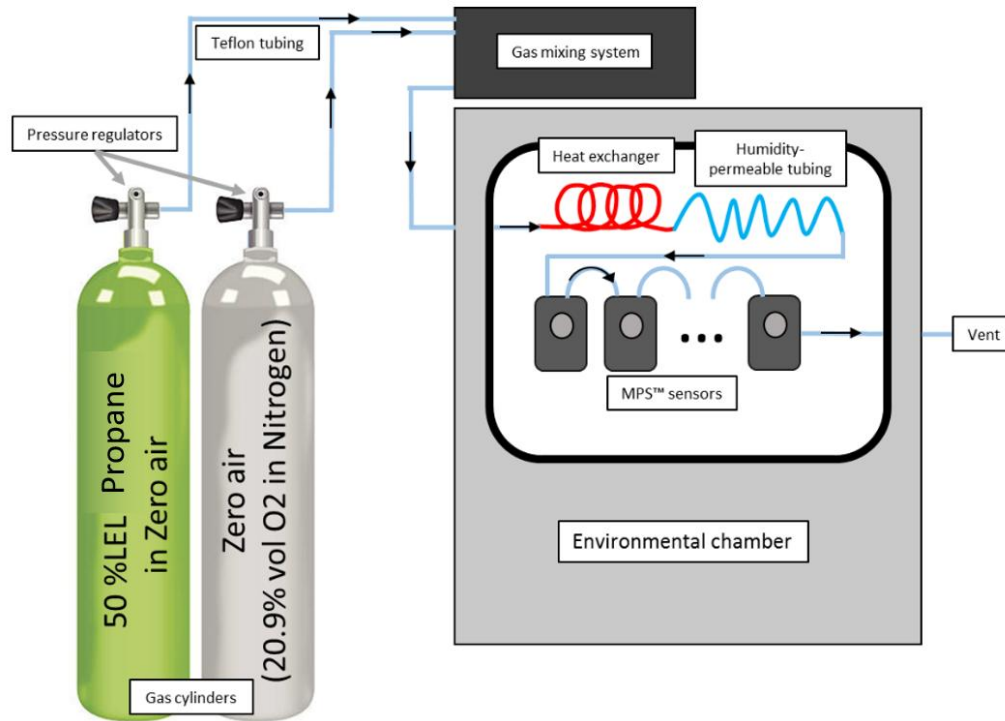 Teflon tubing
Gas mixing system
Pressure regulators
Heat exchanger
Humidity-
permeable tubing
50 %LEL Propane
in Zero air
Zero air
(20.9% vol O2 in Nitrogen)
MPS™ sensors
Vent
Environmental chamber
Gas cylinders